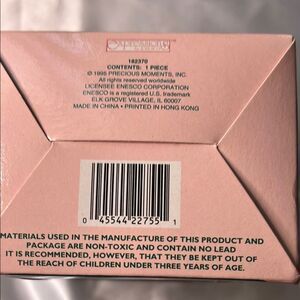 182370
CONTENTS: 1 PIECE
© 1995 PRECIOUS MOMENTS, INC.
All rights reserved worldwide
LICENSEE ENESCO CORPORATION
ENESCO is a registered U.S. trademark
ELK GROVE VILLAGE, IL 60007
MADE IN CHINA • PRINTED IN HONG KONG
0 45544 22755 1
MATERIALS USED IN THE MANUFACTURE OF THIS PRODUCT AND
PACKAGE ARE NON-TOXIC AND CONTAIN NO LEAD
IT IS RECOMMENDED, HOWEVER, THAT THEY BE KEPT OUT OF
THE REACH OF CHILDREN UNDER THREE YEARS OF AGE.